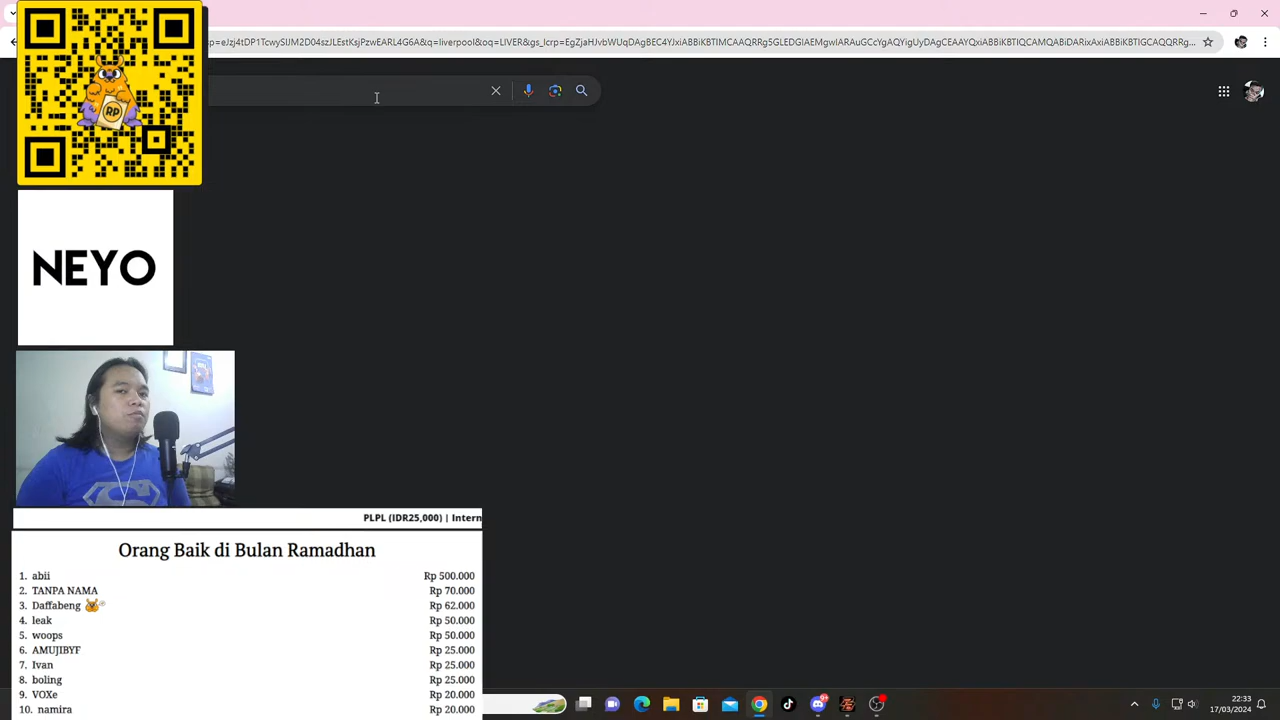 RP
NEYO
PLPL (IDR25,000) | Intern
Orang Baik di Bulan Ramadhan
1. abii Rp 500.000
2. TANPA NAMA Rp 70.000
3. Daffabeng Rp 62.000
4. leak Rp 50.000
5. woops Rp 50.000
6. AMUJIBYF Rp 25.000
7. Ivan Rp 25.000
8. boling Rp 25.000
9. VOXe Rp 20.000
10. namira Rp 20.000
22:33
17/03/2024